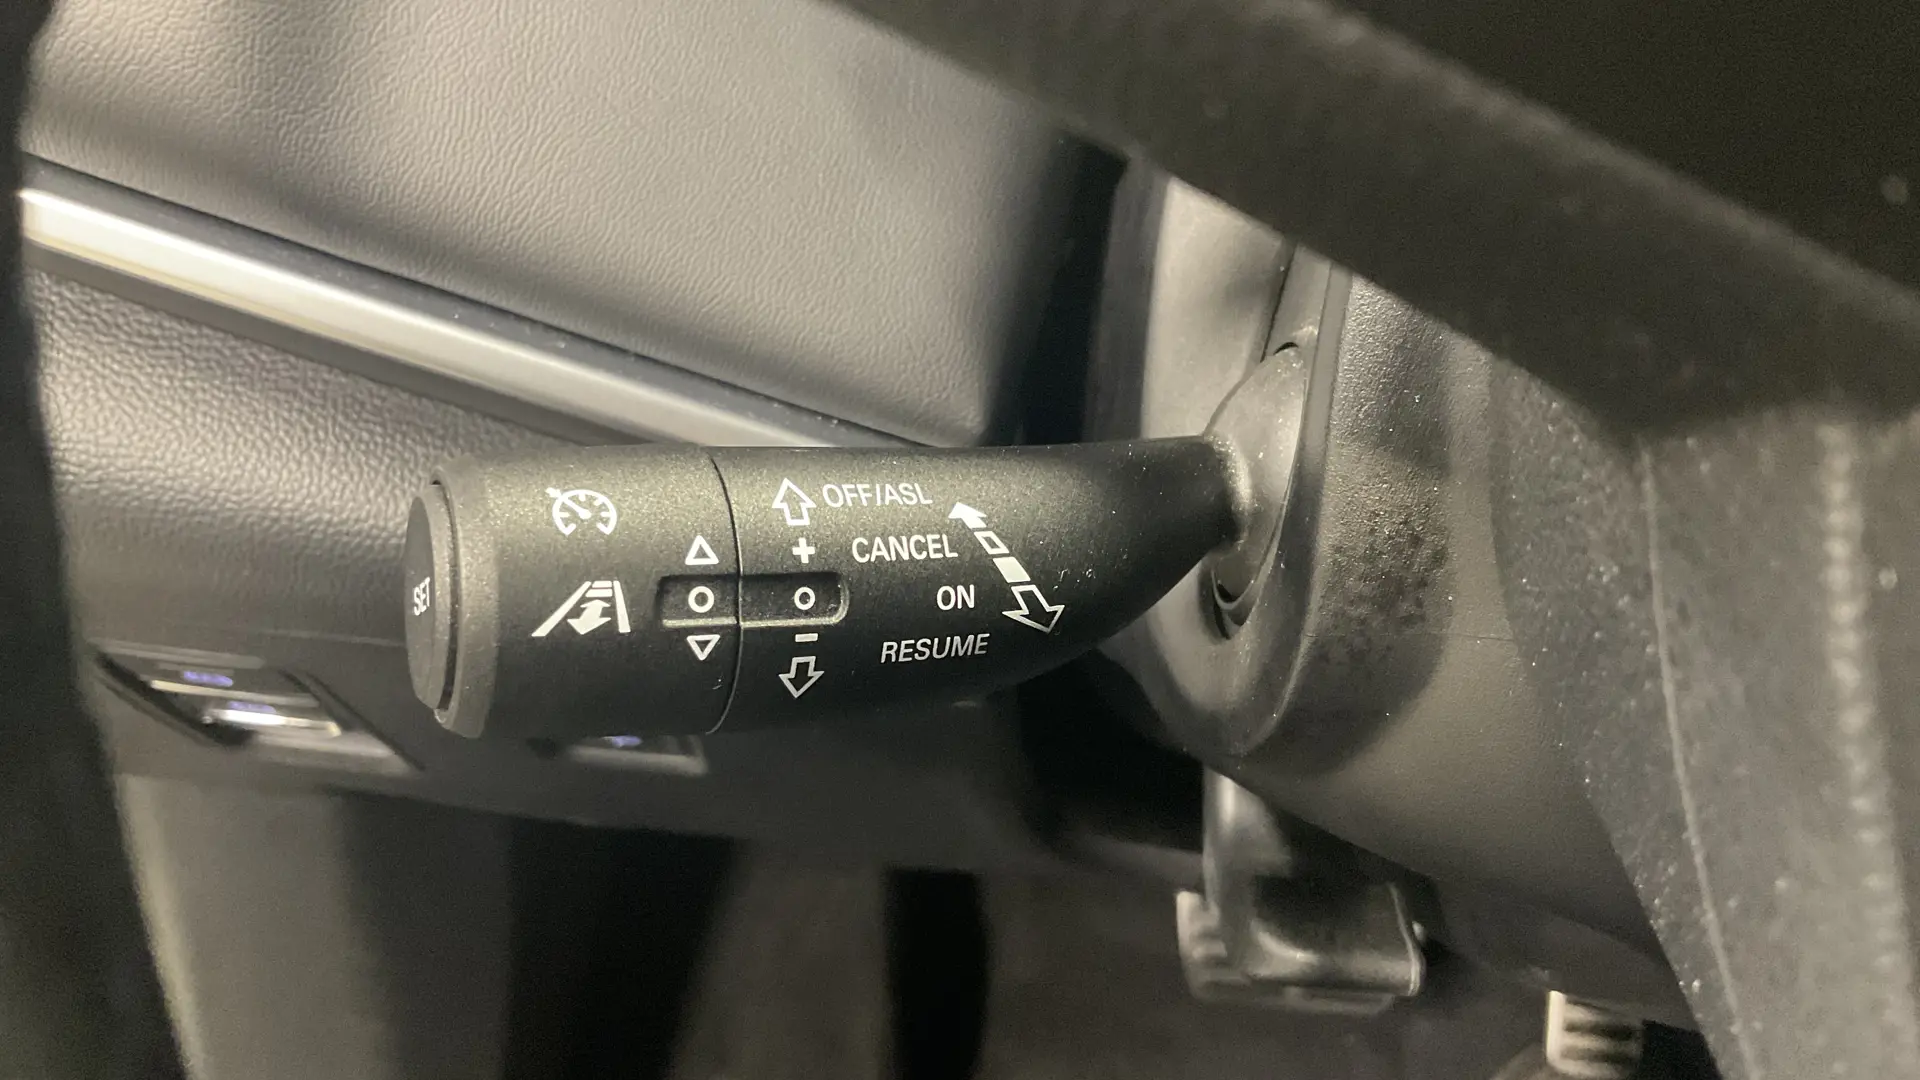 SET
OFF/ASL
+ CANCEL
O O ON
− RESUME